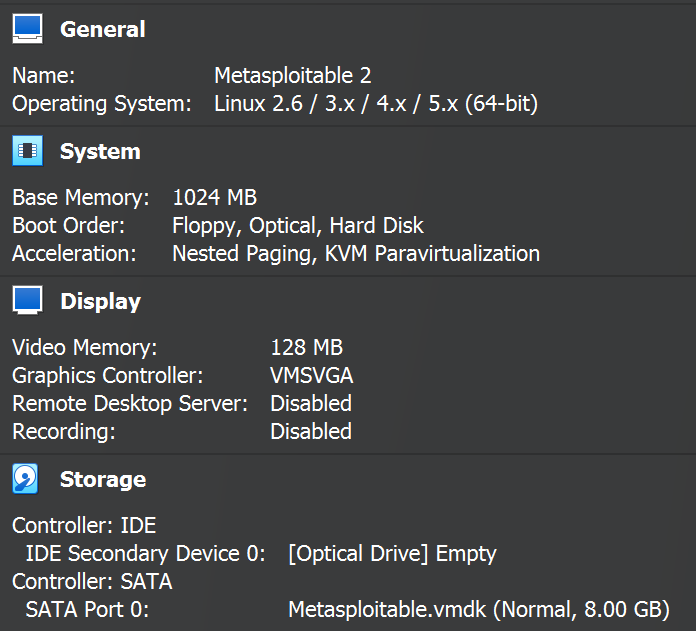 General
Name: Metasploitable 2
Operating System: Linux 2.6 / 3.x / 4.x / 5.x (64-bit)
System
Base Memory: 1024 MB
Boot Order: Floppy, Optical, Hard Disk
Acceleration: Nested Paging, KVM Paravirtualization
Display
Video Memory: 128 MB
Graphics Controller: VMSVGA
Remote Desktop Server: Disabled
Recording: Disabled
Storage
Controller: IDE
IDE Secondary Device 0: [Optical Drive] Empty
Controller: SATA
SATA Port 0: Metasploitable.vmdk (Normal, 8.00 GB)